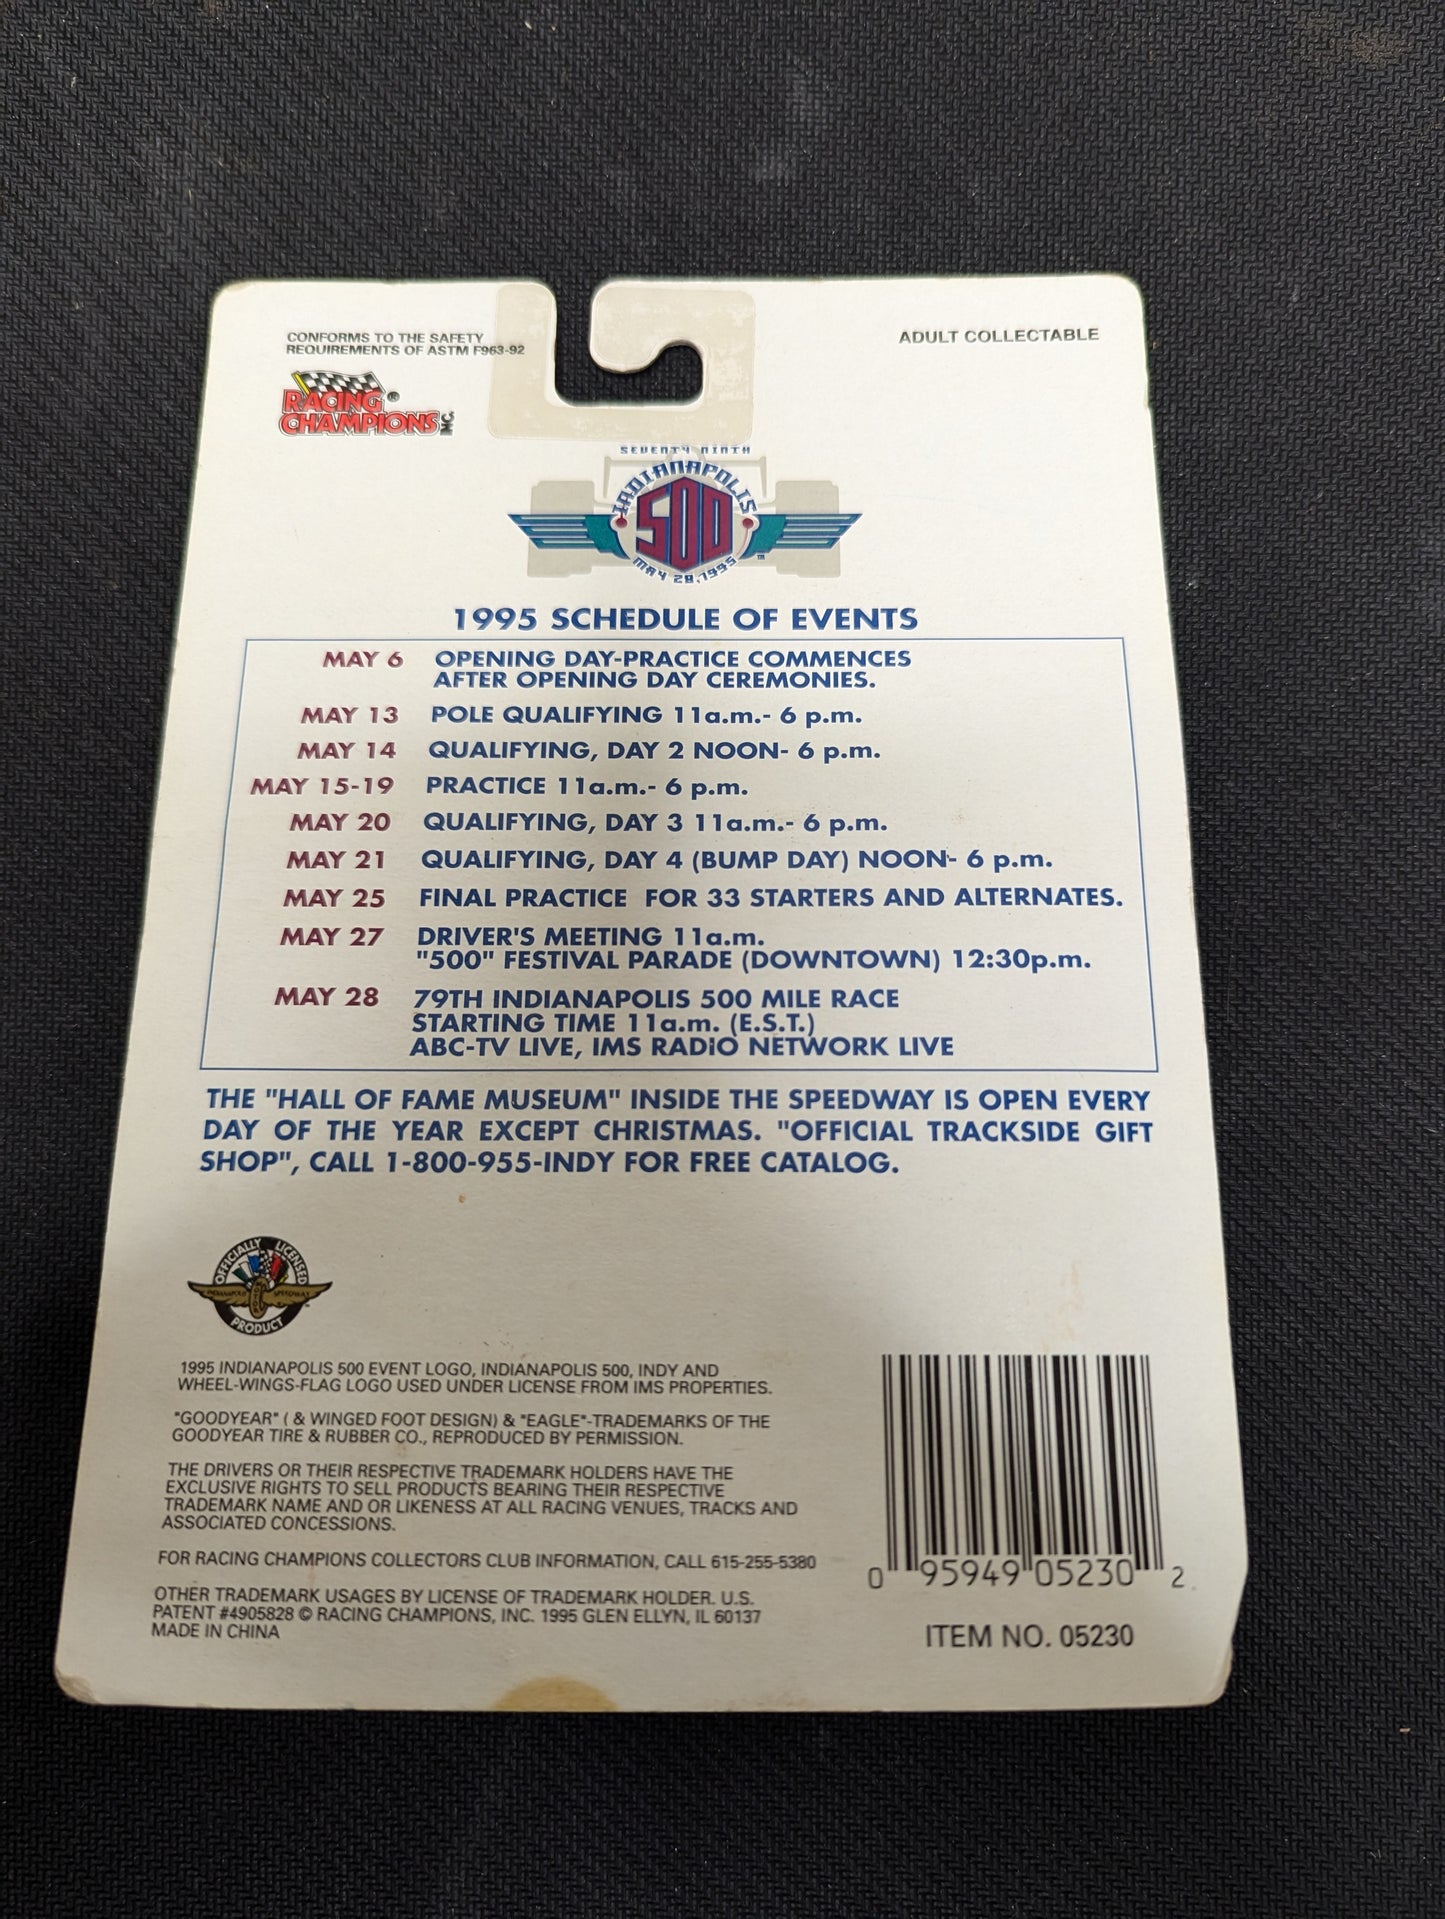 CONFORMS TO THE SAFETY
REQUIREMENTS OF ASTM F963-92
ADULT COLLECTABLE
RACING ®
CHAMPIONS INC.
SEVENTY NINTH
INDIANAPOLIS
500
MAY 28, 1995 TM
1995 SCHEDULE OF EVENTS
MAY 6 OPENING DAY-PRACTICE COMMENCES
AFTER OPENING DAY CEREMONIES.
MAY 13 POLE QUALIFYING 11a.m.- 6 p.m.
MAY 14 QUALIFYING, DAY 2 NOON- 6 p.m.
MAY 15-19 PRACTICE 11a.m.- 6 p.m.
MAY 20 QUALIFYING, DAY 3 11a.m.- 6 p.m.
MAY 21 QUALIFYING, DAY 4 (BUMP DAY) NOON- 6 p.m.
MAY 25 FINAL PRACTICE FOR 33 STARTERS AND ALTERNATES.
MAY 27 DRIVER'S MEETING 11a.m.
"500" FESTIVAL PARADE (DOWNTOWN) 12:30p.m.
MAY 28 79TH INDIANAPOLIS 500 MILE RACE
STARTING TIME 11a.m. (E.S.T.)
ABC-TV LIVE, IMS RADiO NETWORK LIVE
THE "HALL OF FAME MUSEUM" INSIDE THE SPEEDWAY IS OPEN EVERY
DAY OF THE YEAR EXCEPT CHRISTMAS. "OFFICIAL TRACKSIDE GIFT
SHOP", CALL 1-800-955-INDY FOR FREE CATALOG.
OFFICIALLY LICENSED
INDIANAPOLIS MOTOR SPEEDWAY
PRODUCT
1995 INDIANAPOLIS 500 EVENT LOGO, INDIANAPOLIS 500, INDY AND
WHEEL-WINGS-FLAG LOGO USED UNDER LICENSE FROM IMS PROPERTIES.
"GOODYEAR" ( & WINGED FOOT DESIGN) & "EAGLE"-TRADEMARKS OF THE
GOODYEAR TIRE & RUBBER CO., REPRODUCED BY PERMISSION.
THE DRIVERS OR THEIR RESPECTIVE TRADEMARK HOLDERS HAVE THE
EXCLUSIVE RIGHTS TO SELL PRODUCTS BEARING THEIR RESPECTIVE
TRADEMARK NAME AND OR LIKENESS AT ALL RACING VENUES, TRACKS AND
ASSOCIATED CONCESSIONS.
FOR RACING CHAMPIONS COLLECTORS CLUB INFORMATION, CALL 615-255-5380
OTHER TRADEMARK USAGES BY LICENSE OF TRADEMARK HOLDER. U.S.
PATENT #4905828 © RACING CHAMPIONS, INC. 1995 GLEN ELLYN, IL 60137
MADE IN CHINA
0 95949 05230 2
ITEM NO. 05230